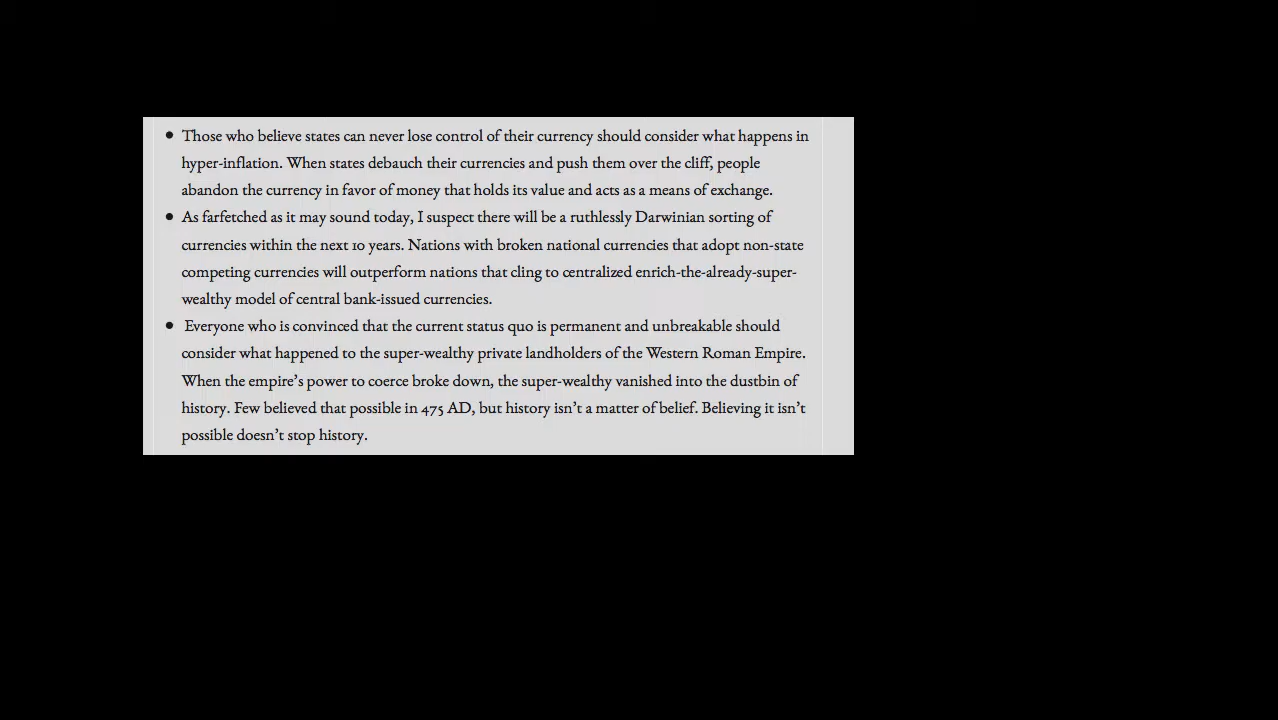 • Those who believe states can never lose control of their currency should consider what happens in
hyper-inflation. When states debauch their currencies and push them over the cliff, people
abandon the currency in favor of money that holds its value and acts as a means of exchange.
• As farfetched as it may sound today, I suspect there will be a ruthlessly Darwinian sorting of
currencies within the next 10 years. Nations with broken national currencies that adopt non-state
competing currencies will outperform nations that cling to centralized enrich-the-already-super-
wealthy model of central bank-issued currencies.
• Everyone who is convinced that the current status quo is permanent and unbreakable should
consider what happened to the super-wealthy private landholders of the Western Roman Empire.
When the empire's power to coerce broke down, the super-wealthy vanished into the dustbin of
history. Few believed that possible in 475 AD, but history isn't a matter of belief. Believing it isn't
possible doesn't stop history.